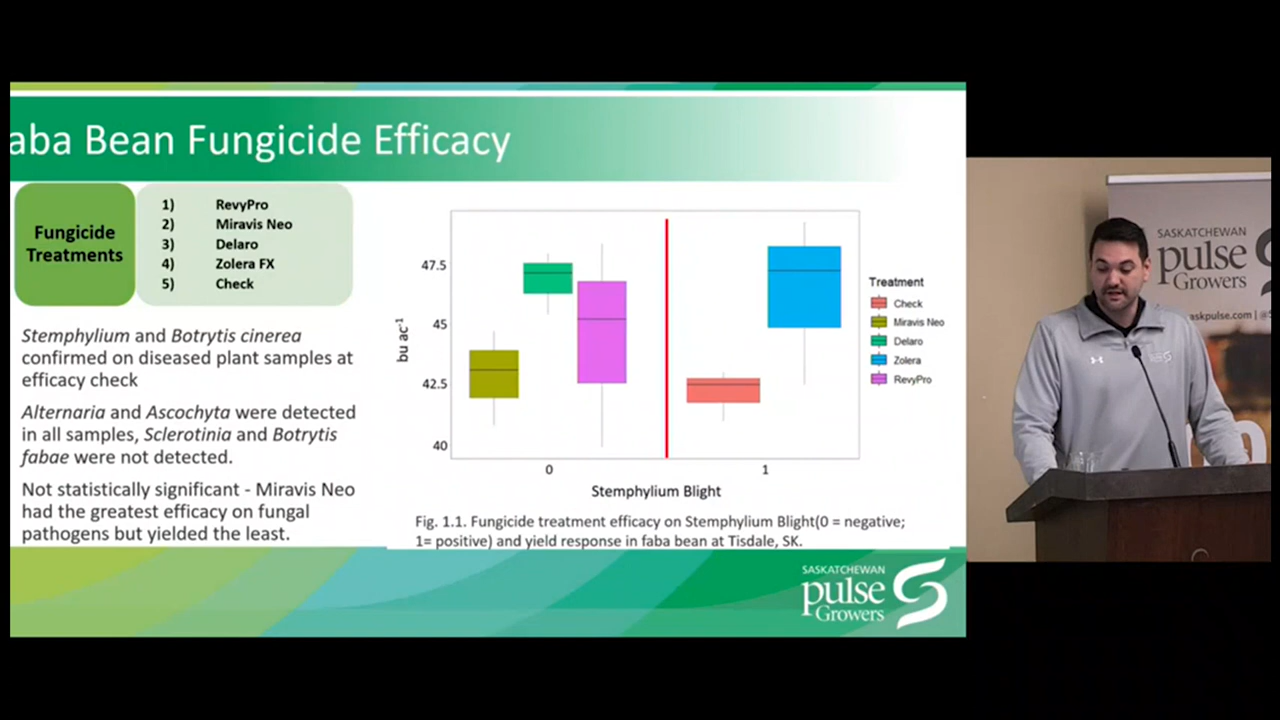 aba Bean Fungicide Efficacy
Fungicide
Treatments
1) RevyPro
2) Miravis Neo
3) Delaro
4) Zolera FX
5) Check
Stemphylium and Botrytis cinerea
confirmed on diseased plant samples at
efficacy check
Alternaria and Ascochyta were detected
in all samples, Sclerotinia and Botrytis
fabae were not detected.
Not statistically significant - Miravis Neo
had the greatest efficacy on fungal
pathogens but yielded the least.
bu ac-1
47.5
45
42.5
40
0
1
Stemphylium Blight
Treatment
Check
Miravis Neo
Delaro
Zolera
RevyPro
Fig. 1.1. Fungicide treatment efficacy on Stemphylium Blight(0 = negative;
1= positive) and yield response in faba bean at Tisdale, SK.
SASKATCHEWAN
pulse
Growers
SASKATCHEWAN
pulse
Growers
askpulse.com | @S